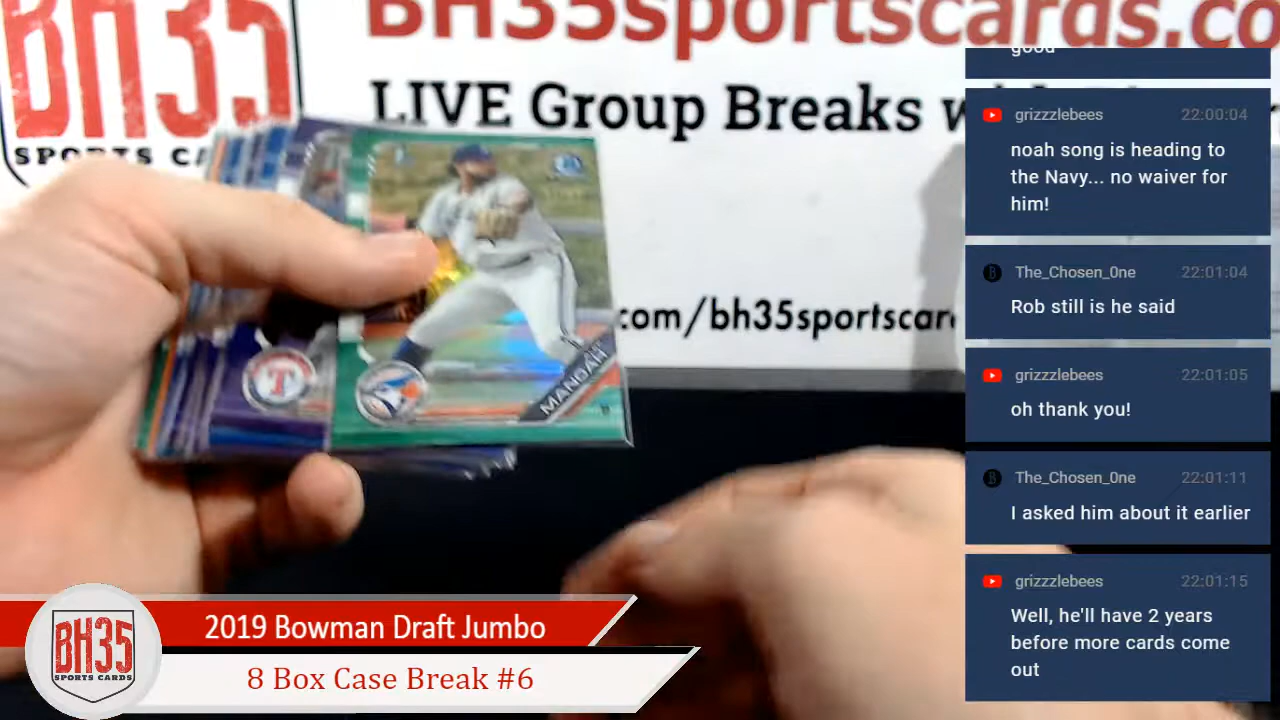 BH35
SPORTS CA
BH35sportscards.co
LIVE Group Breaks w
com/bh35sportscar
T
MANOAH
good
grizzzlebees 22:00:04
noah song is heading to
the Navy... no waiver for
him!
The_Chosen_0ne 22:01:04
Rob still is he said
grizzzlebees 22:01:05
oh thank you!
The_Chosen_0ne 22:01:11
I asked him about it earlier
grizzzlebees 22:01:15
Well, he'll have 2 years
before more cards come
out
BH35
SPORTS CARDS
2019 Bowman Draft Jumbo
8 Box Case Break #6